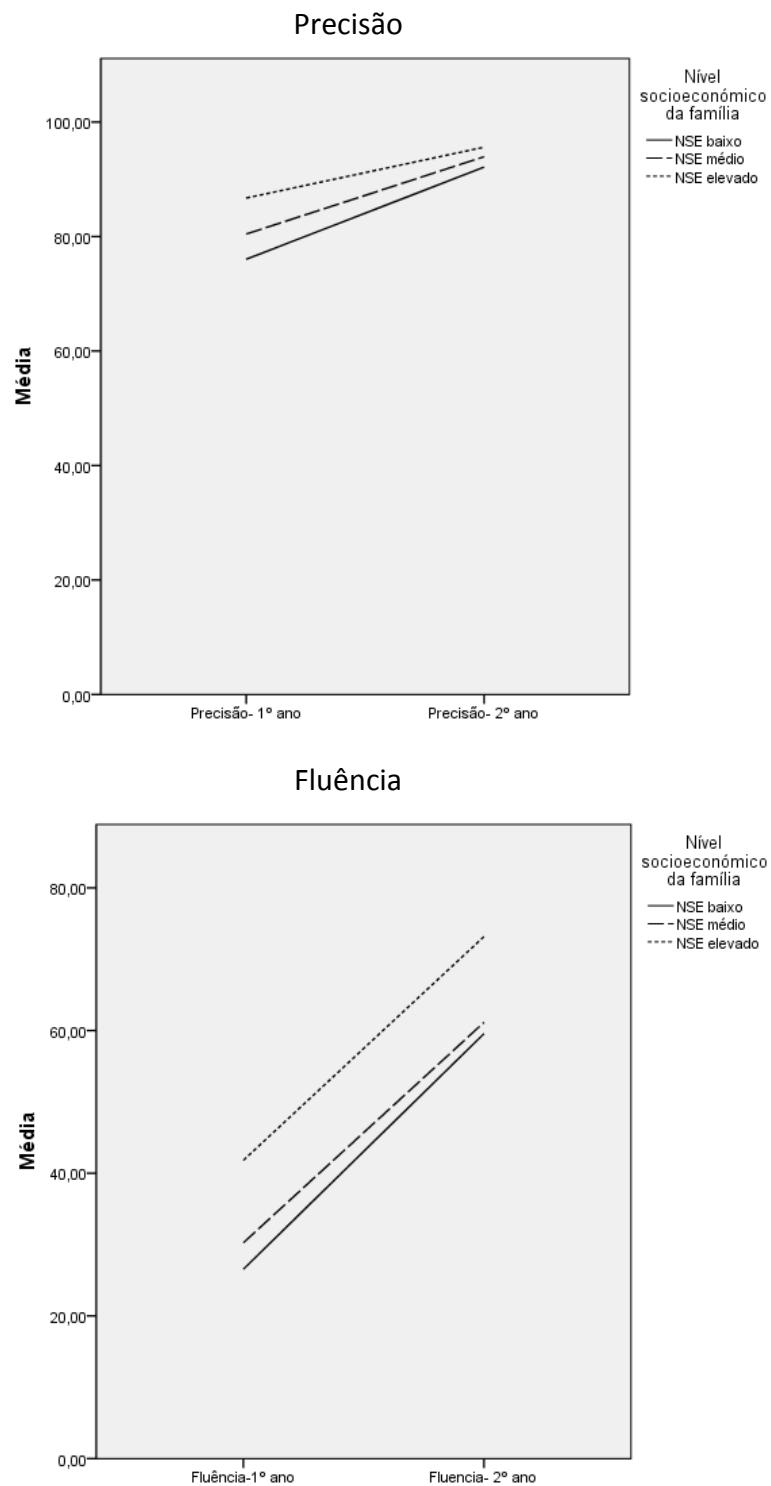 Precisão
Nível
socioeconómico
da família
NSE baixo
NSE médio
NSE elevado
100,00
80,00
60,00
40,00
20,00
0,00
Média
Precisão- 1º ano
Precisão- 2º ano
Fluência
Nível
socioeconómico
da família
NSE baixo
NSE médio
NSE elevado
80,00
60,00
40,00
20,00
0,00
Média
Fluência-1º ano
Fluencia- 2º ano